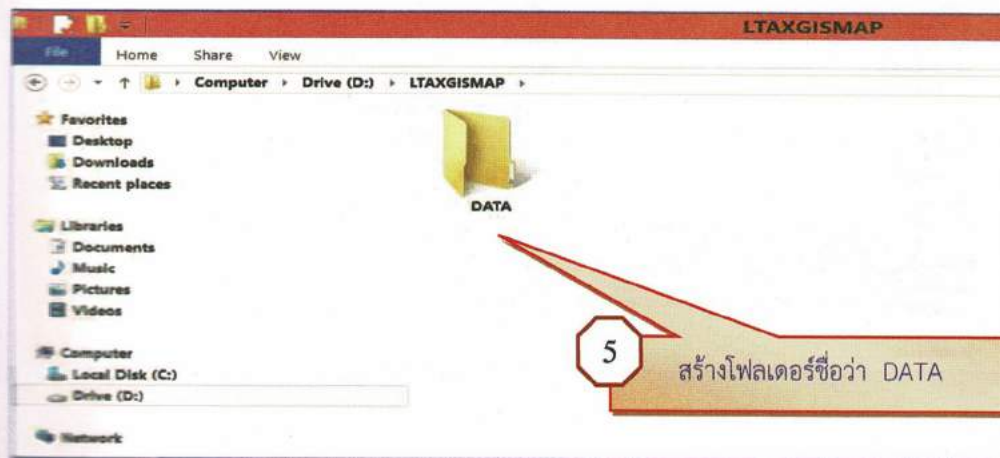 LTAXGISMAP
File Home Share View
Computer Drive (D:) LTAXGISMAP
Favorites
Desktop
Downloads
Recent places
DATA
Libraries
Documents
Music
Pictures
Videos
Computer
Local Disk (C:)
Drive (D:)
Network
5
สร้างโฟลเดอร์ชื่อว่า DATA